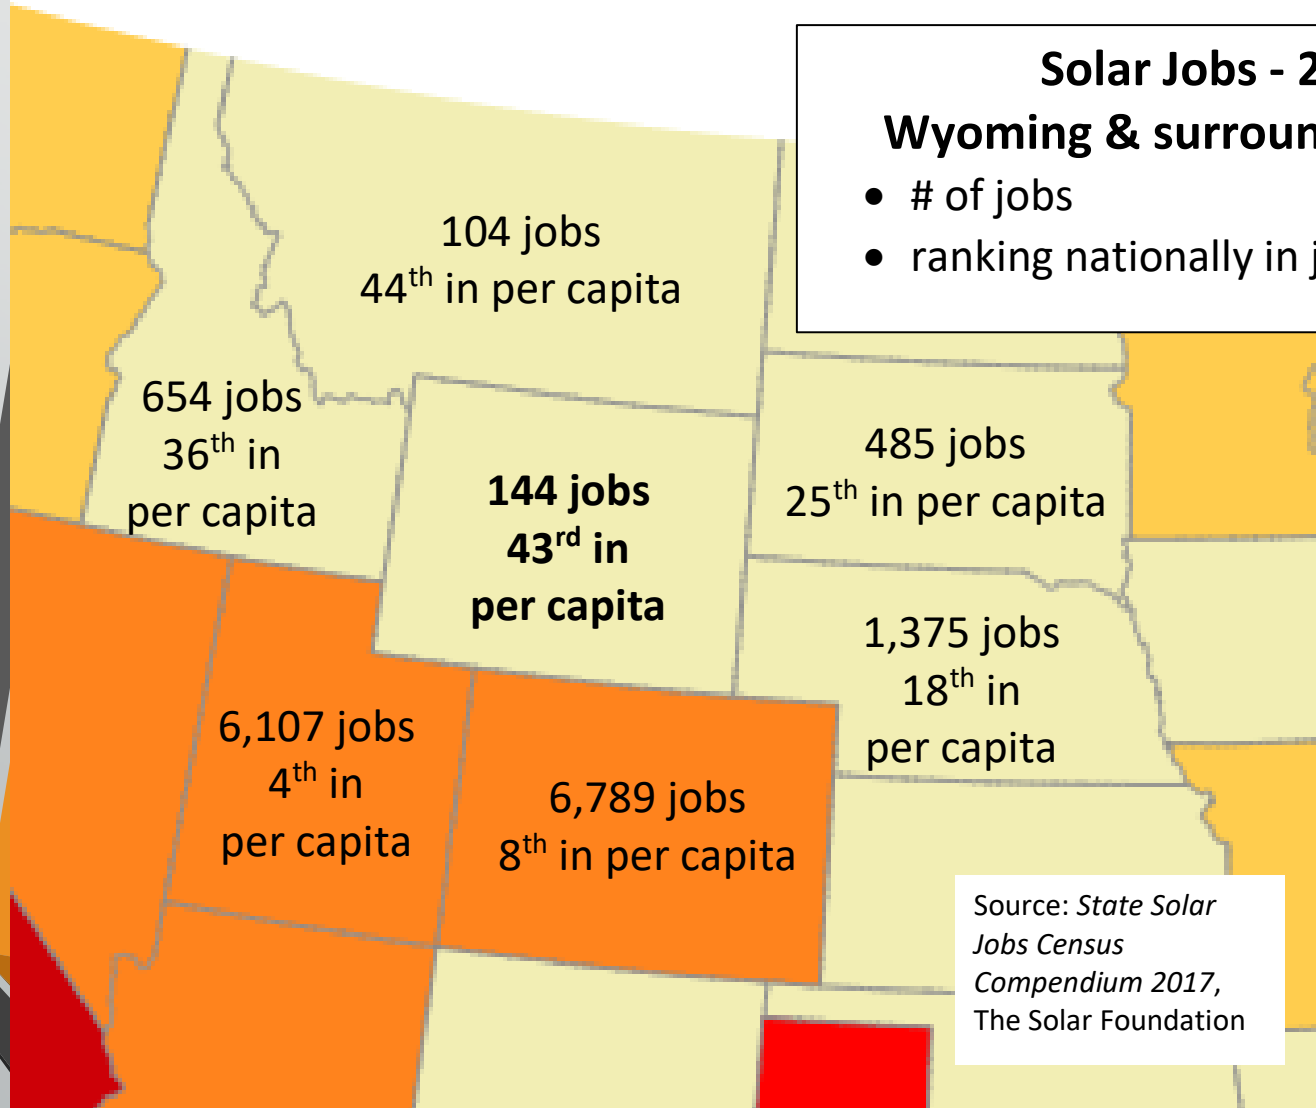 Solar Jobs - 2
Wyoming & surroun
• # of jobs
• ranking nationally in j
104 jobs
44th in per capita
654 jobs
36th in
per capita
144 jobs
43rd in
per capita
485 jobs
25th in per capita
1,375 jobs
18th in
per capita
6,107 jobs
4th in
per capita
6,789 jobs
8th in per capita
Source: State Solar
Jobs Census
Compendium 2017,
The Solar Foundation